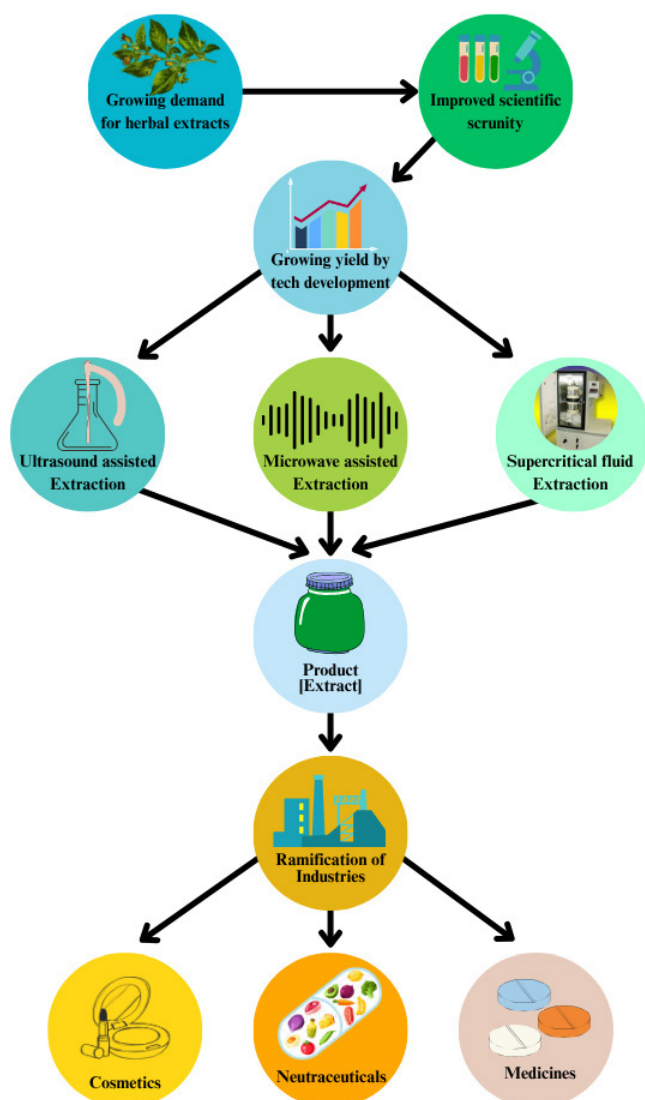 Growing demand
for herbal extracts
Improved scientific
scrunity
Growing yield by
tech development
Ultrasound assisted
Extraction
Microwave assisted
Extraction
Supercritical fluid
Extraction
Product
[Extract]
Ramification of
Industries
Cosmetics
Neutraceuticals
Medicines